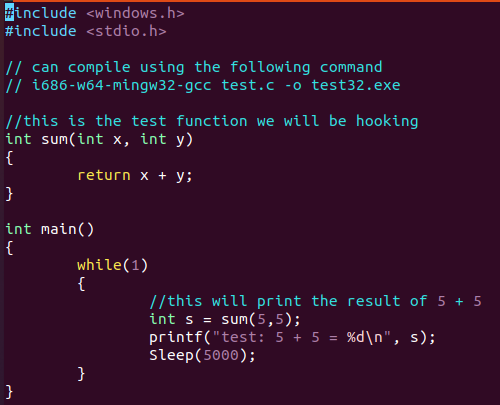 #include <windows.h>
#include <stdio.h>
// can compile using the following command
// i686-w64-mingw32-gcc test.c -o test32.exe
//this is the test function we will be hooking
int sum(int x, int y)
{
        return x + y;
}
int main()
{
        while(1)
        {
                //this will print the result of 5 + 5
                int s = sum(5,5);
                printf("test: 5 + 5 = %d\n", s);
                Sleep(5000);
        }
}